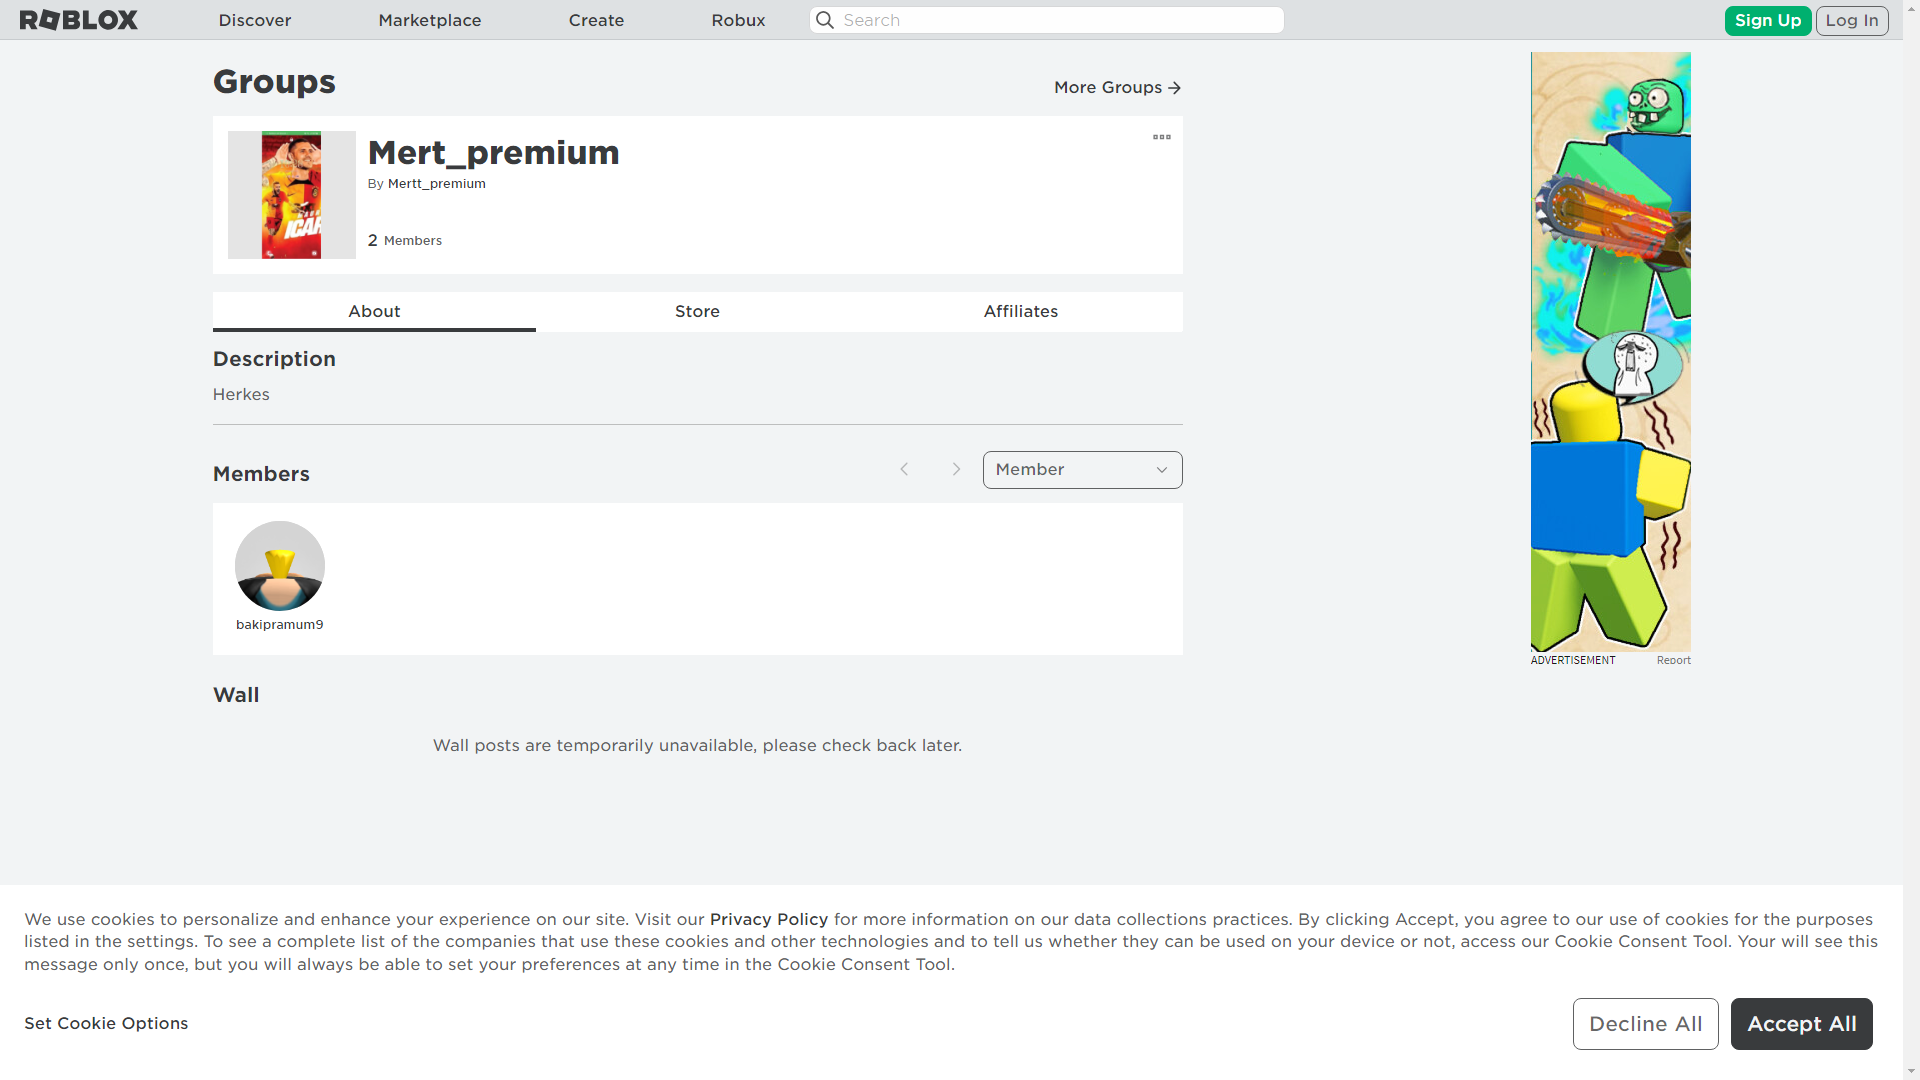 ROBLOX
Discover
Marketplace
Create
Robux
Search
Sign Up
Log In
Groups
More Groups
Mert_premium
By Mertt_premium
2 Members
About
Store
Affiliates
Description
Herkes
Members
Member
bakipramum9
Wall
Wall posts are temporarily unavailable, please check back later.
ADVERTISEMENT
Report
We use cookies to personalize and enhance your experience on our site. Visit our Privacy Policy for more information on our data collections practices. By clicking Accept, you agree to our use of cookies for the purposes
listed in the settings. To see a complete list of the companies that use these cookies and other technologies and to tell us whether they can be used on your device or not, access our Cookie Consent Tool. Your will see this
message only once, but you will always be able to set your preferences at any time in the Cookie Consent Tool.
Set Cookie Options
Decline All
Accept All